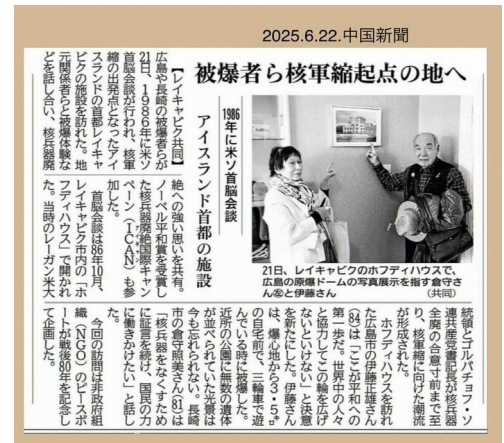 2025.6.22.中国新聞
被爆者ら核軍縮起点の地へ
1986年に米ソ首脳会談
アイスランド首都の施設
【レイキャビク共同】
広島や長崎の被爆者らが
21日、1986年に米ソ
首脳会談が行われ、核軍
縮の出発点となったアイ
スランドの首都レイキャ
ビクの施設を訪れた。地
元関係者らと被爆体験な
どを話し合い、核兵器廃
絶への強い思いを共有。
ノーベル平和賞を受賞し
た核兵器廃絶国際キャン
ペーン(ICAN)も参
加した。
首脳会談は86年10月、
レイキャビク市内の「ホ
フディハウス」で開かれ
た。当時のレーガン米大
21日、レイキャビクのホフディハウスで、
広島の原爆ドームの写真展示を指す倉守さ
ん㊧と伊藤さん (共同)
統領とゴルバチョフ・ソ
連共産党書記長が核兵器
全廃の合意寸前まで至
り、核軍縮に向けた潮流
が形成された。
ホフディハウスを訪れ
た広島市の伊藤正雄さん
(84)は「ここが平和への
第一歩だ。世界中の人々
と協力してこの輪を広げ
ないといけない」と決意
を新たにした。伊藤さん
は、爆心地から3・5㌔
の自宅前で、三輪車で遊
んでいる時に被爆した。
近所の公園に無数の遺体
が並べられていた光景は
今も忘れられない。長崎
市の倉守照美さん(81)は
「核兵器をなくすため
に証言を続け、国民の力
に働きかけたい」と話し
た。
今回の訪問は非政府組
織(NGO)のピースボ
ートが戦後80年を記念し
て企画した。